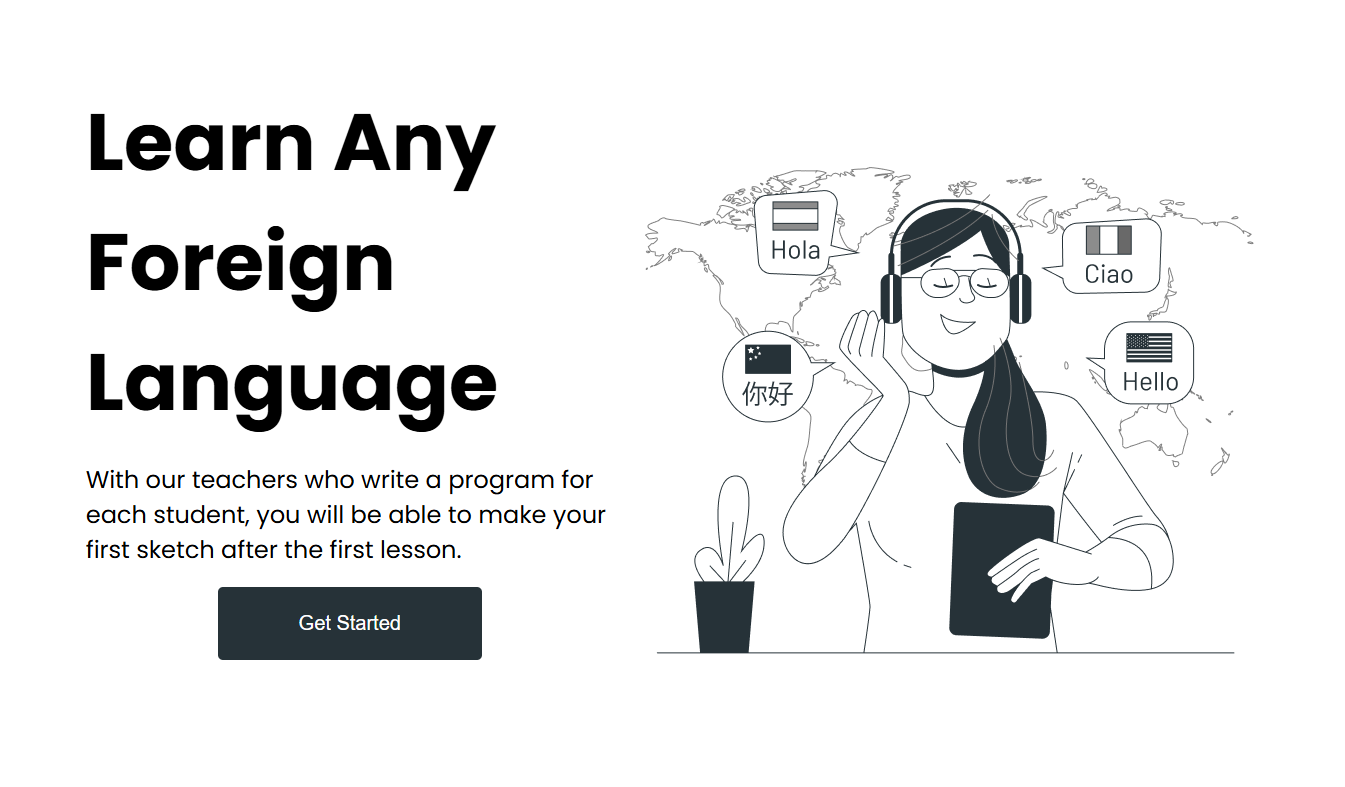 Learn Any
Foreign
Language
With our teachers who write a program for
each student, you will be able to make your
first sketch after the first lesson.
Get Started
Hola
Ciao
你好
Hello